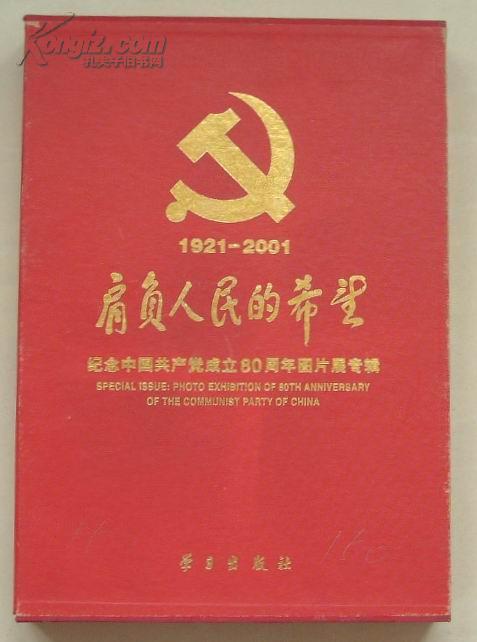 Kongfz.com
孔夫子旧书网
1921-2001
肩负人民的希望
纪念中国共产党成立80周年图片展专辑
SPECIAL ISSUE: PHOTO EXHIBITION OF 80TH ANNIVERSARY
OF THE COMMUNIST PARTY OF CHINA
学习出版社